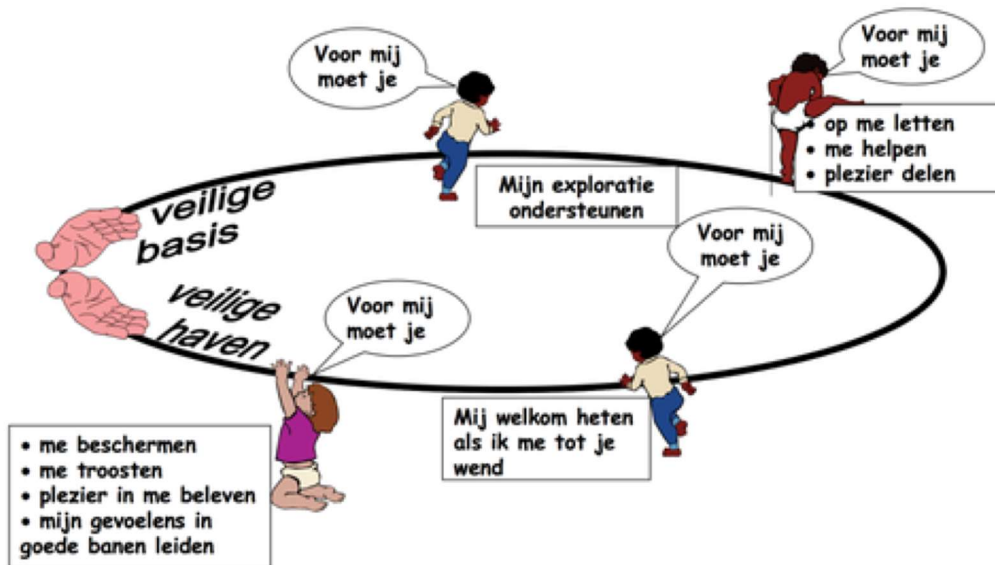 Voor mij
moet je
Voor mij
moet je
• op me letten
• me helpen
• plezier delen
Mijn exploratie
ondersteunen
veilige
basis
Voor mij
moet je
veilige
haven
Voor mij
moet je
Mij welkom heten
als ik me tot je
wend
• me beschermen
• me troosten
• plezier in me beleven
• mijn gevoelens in
goede banen leiden